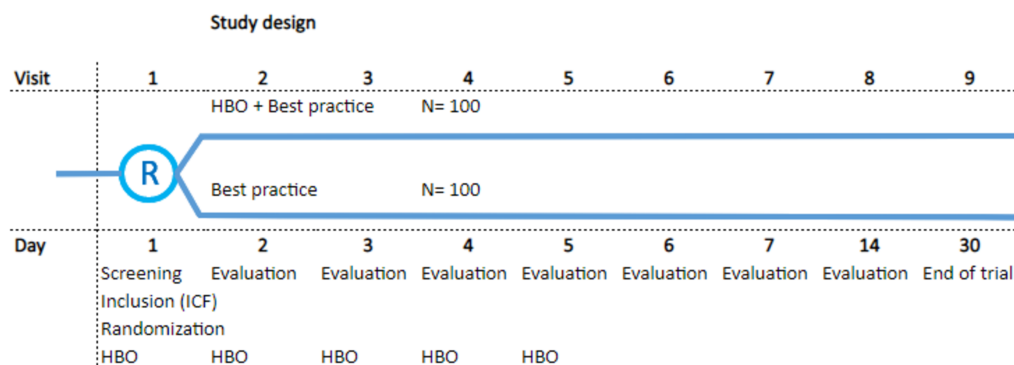 Study design
Visit 1 2 3 4 5 6 7 8 9
HBO + Best practice N= 100
R
Best practice N= 100
Day 1 2 3 4 5 6 7 14 30
Screening Evaluation Evaluation Evaluation Evaluation Evaluation Evaluation Evaluation End of trial
Inclusion (ICF)
Randomization
HBO HBO HBO HBO HBO